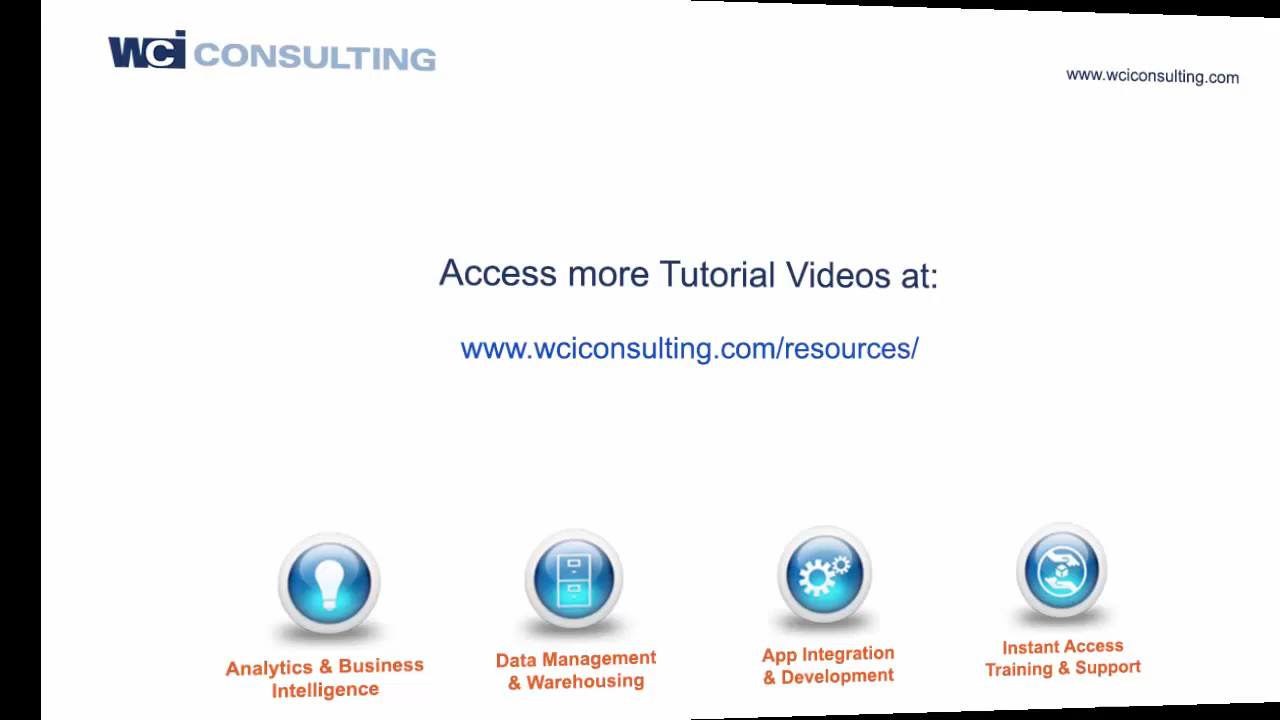 WCi CONSULTING
www.wciconsulting.com
Access more Tutorial Videos at:
www.wciconsulting.com/resources/
Analytics & Business
Intelligence
Data Management
& Warehousing
App Integration
& Development
Instant Access
Training & Support